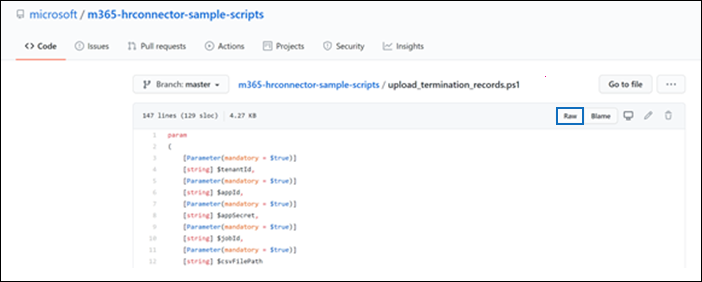 microsoft / m365-hrconnector-sample-scripts
Code Issues Pull requests Actions Projects Security Insights
Branch: master m365-hrconnector-sample-scripts / upload_termination_records.ps1 Go to file ...
147 lines (129 sloc) 4.27 KB Raw Blame
1 param
2 (
3 [Parameter(mandatory = $true)]
4 [string] $tenantId,
5 [Parameter(mandatory = $true)]
6 [string] $appId,
7 [Parameter(mandatory = $true)]
8 [string] $appSecret,
9 [Parameter(mandatory = $true)]
10 [string] $jobId,
11 [Parameter(mandatory = $true)]
12 [string] $csvFilePath